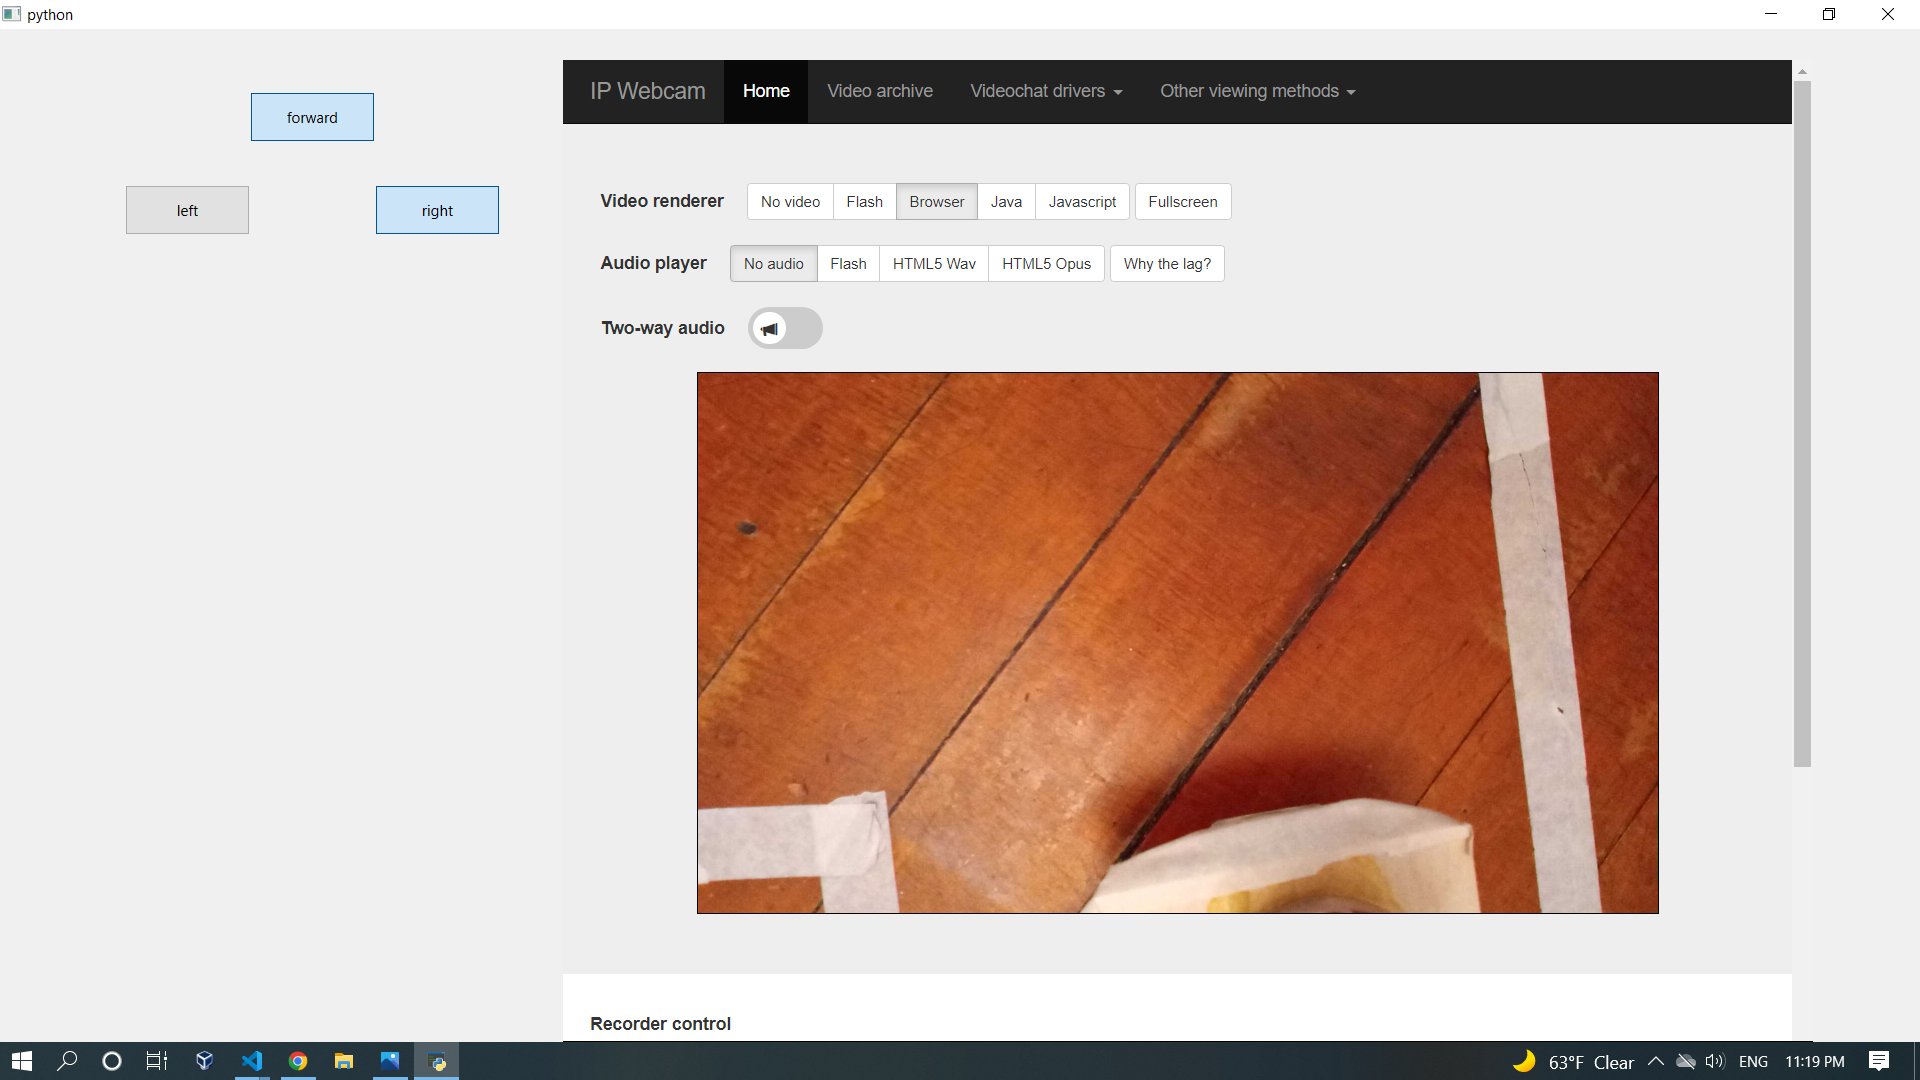 python
forward
left
right
IP Webcam Home Video archive Videochat drivers Other viewing methods
Video renderer No video Flash Browser Java Javascript Fullscreen
Audio player No audio Flash HTML5 Wav HTML5 Opus Why the lag?
Two-way audio
Recorder control
63°F Clear ENG 11:19 PM